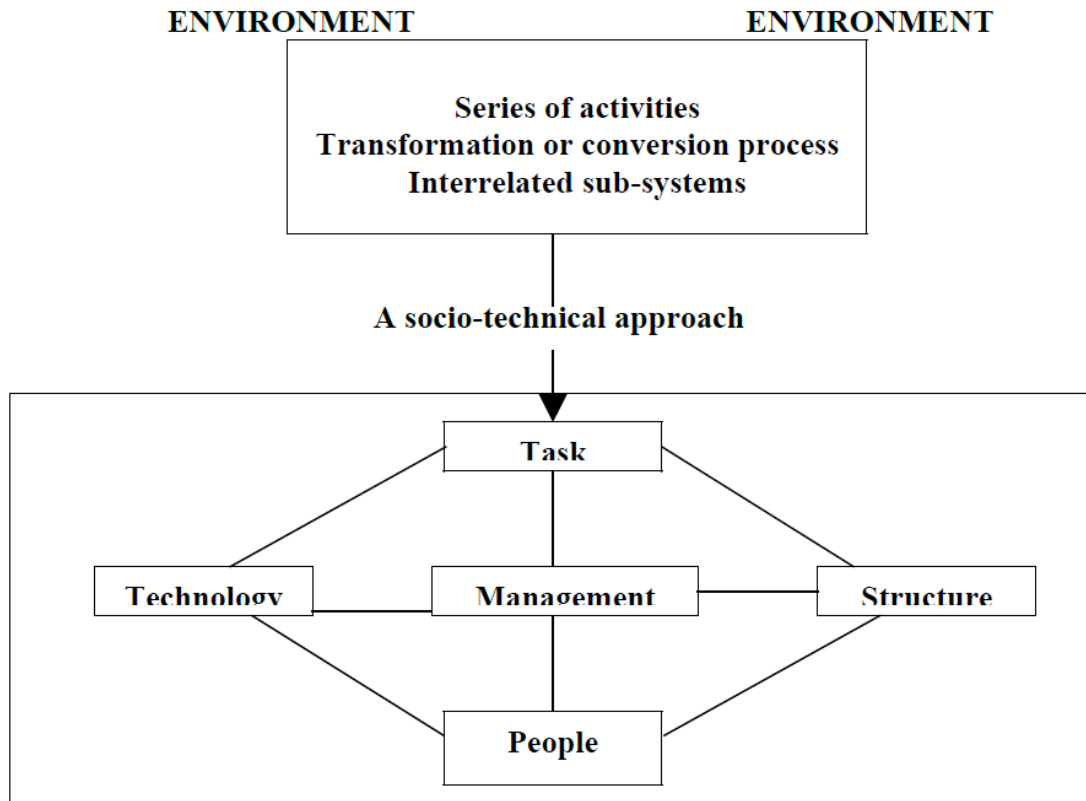 ENVIRONMENT ENVIRONMENT
Series of activities
Transformation or conversion process
Interrelated sub-systems
A socio-technical approach
Task
Technology Management Structure
People